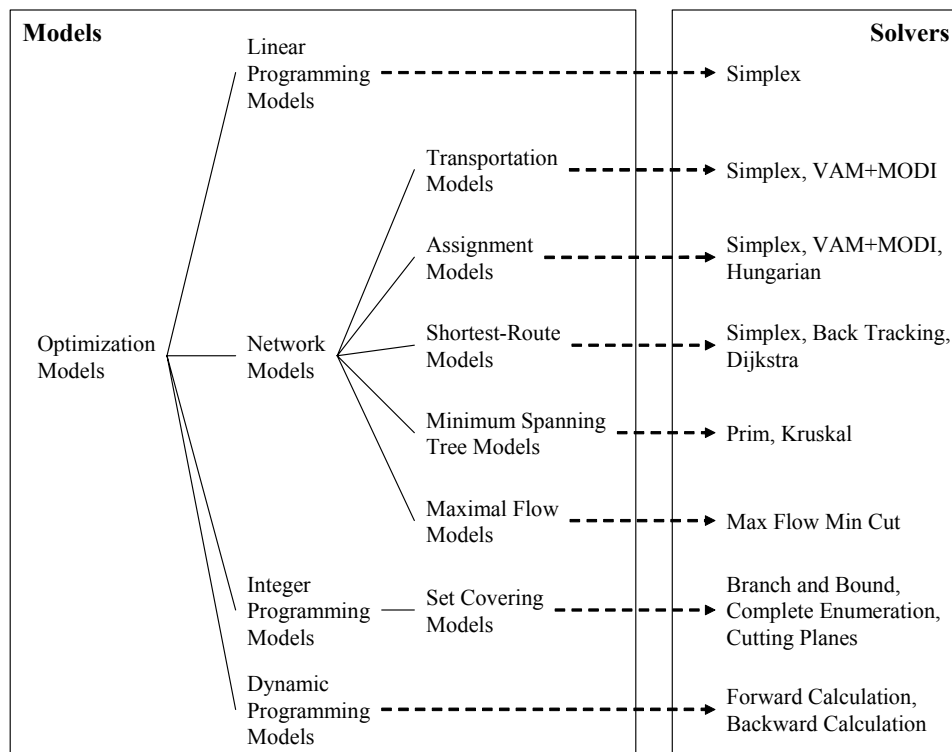 Models
Solvers
Linear
Programming
Models
Simplex
Transportation
Models
Simplex, VAM+MODI
Assignment
Models
Simplex, VAM+MODI,
Hungarian
Optimization
Models
Network
Models
Shortest-Route
Models
Simplex, Back Tracking,
Dijkstra
Minimum Spanning
Tree Models
Prim, Kruskal
Maximal Flow
Models
Max Flow Min Cut
Integer
Programming
Models
Set Covering
Models
Branch and Bound,
Complete Enumeration,
Cutting Planes
Dynamic
Programming
Models
Forward Calculation,
Backward Calculation